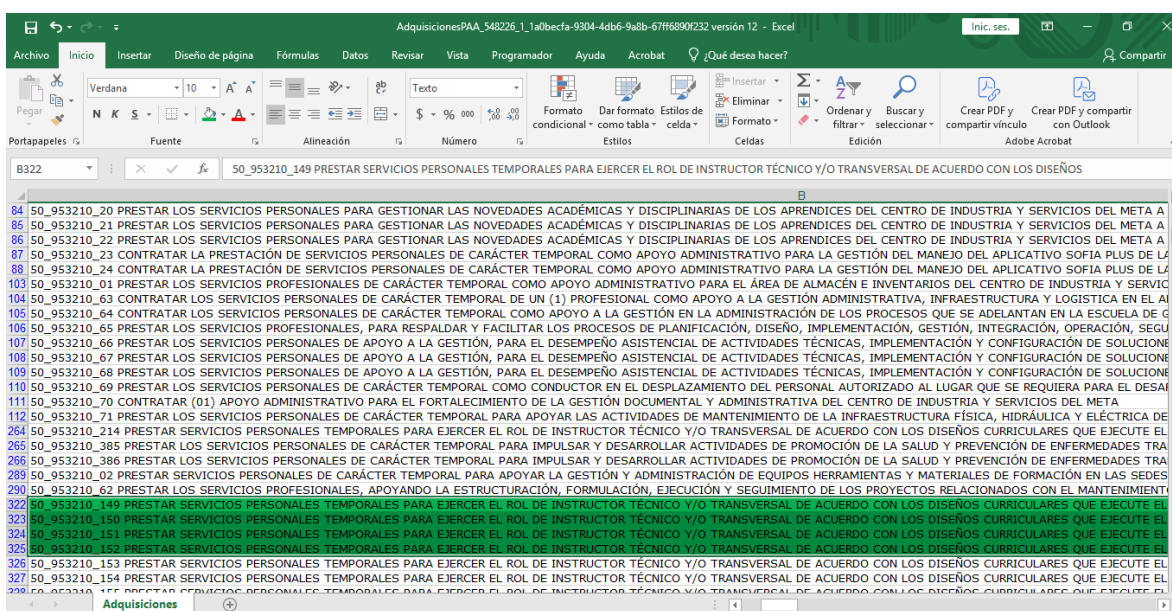 AdquisicionesPAA_548226_1_1a0becfa-9304-4db6-9a8b-67ff6890f232 versión 12 - Excel
Inic. ses.
Archivo Inicio Insertar Diseño de página Fórmulas Datos Revisar Vista Programador Ayuda Acrobat ¿Qué desea hacer? Compartir
Pegar
Verdana 10 A A
N K S
ab
Texto
$ % 000
Formato condicional
Dar formato como tabla
Estilos de celda
Insertar
Eliminar
Formato
Ordenar y filtrar
Buscar y seleccionar
Crear PDF y compartir vínculo
Crear PDF y compartir con Outlook
Portapapeles Fuente Alineación Número Estilos Celdas Edición Adobe Acrobat
B322 fx 50_953210_149 PRESTAR SERVICIOS PERSONALES TEMPORALES PARA EJERCER EL ROL DE INSTRUCTOR TÉCNICO Y/O TRANSVERSAL DE ACUERDO CON LOS DISEÑOS
B
84 50_953210_20 PRESTAR LOS SERVICIOS PERSONALES PARA GESTIONAR LAS NOVEDADES ACADÉMICAS Y DISCIPLINARIAS DE LOS APRENDICES DEL CENTRO DE INDUSTRIA Y SERVICIOS DEL META A
85 50_953210_21 PRESTAR LOS SERVICIOS PERSONALES PARA GESTIONAR LAS NOVEDADES ACADÉMICAS Y DISCIPLINARIAS DE LOS APRENDICES DEL CENTRO DE INDUSTRIA Y SERVICIOS DEL META A
86 50_953210_22 PRESTAR LOS SERVICIOS PERSONALES PARA GESTIONAR LAS NOVEDADES ACADÉMICAS Y DISCIPLINARIAS DE LOS APRENDICES DEL CENTRO DE INDUSTRIA Y SERVICIOS DEL META A
87 50_953210_23 CONTRATAR LA PRESTACIÓN DE SERVICIOS PERSONALES DE CARÁCTER TEMPORAL COMO APOYO ADMINISTRATIVO PARA LA GESTIÓN DEL MANEJO DEL APLICATIVO SOFIA PLUS DE LA
88 50_953210_24 CONTRATAR LA PRESTACIÓN DE SERVICIOS PERSONALES DE CARÁCTER TEMPORAL COMO APOYO ADMINISTRATIVO PARA LA GESTIÓN DEL MANEJO DEL APLICATIVO SOFIA PLUS DE LA
103 50_953210_01 PRESTAR LOS SERVICIOS PROFESIONALES DE CARÁCTER TEMPORAL COMO APOYO ADMINISTRATIVO PARA EL ÁREA DE ALMACÉN E INVENTARIOS DEL CENTRO DE INDUSTRIA Y SERVIC
104 50_953210_63 CONTRATAR LOS SERVICIOS PERSONALES DE CARÁCTER TEMPORAL DE UN (1) PROFESIONAL COMO APOYO A LA GESTIÓN ADMINISTRATIVA, INFRAESTRUCTURA Y LOGISTICA EN EL
105 50_953210_64 CONTRATAR LOS SERVICIOS PERSONALES DE CARÁCTER TEMPORAL COMO APOYO A LA GESTIÓN EN LA ADMINISTRACIÓN DE LOS PROCESOS QUE SE ADELANTAN EN LA ESCUELA DE G
106 50_953210_65 PRESTAR LOS SERVICIOS PROFESIONALES, PARA RESPALDAR Y FACILITAR LOS PROCESOS DE PLANIFICACIÓN, DISEÑO, IMPLEMENTACIÓN, GESTIÓN, INTEGRACIÓN, OPERACIÓN, SEGU
107 50_953210_66 PRESTAR LOS SERVICIOS PERSONALES DE APOYO A LA GESTIÓN, PARA EL DESEMPEÑO ASISTENCIAL DE ACTIVIDADES TÉCNICAS, IMPLEMENTACIÓN Y CONFIGURACIÓN DE SOLUCIONE
108 50_953210_67 PRESTAR LOS SERVICIOS PERSONALES DE APOYO A LA GESTIÓN, PARA EL DESEMPEÑO ASISTENCIAL DE ACTIVIDADES TÉCNICAS, IMPLEMENTACIÓN Y CONFIGURACIÓN DE SOLUCIONE
109 50_953210_68 PRESTAR LOS SERVICIOS PERSONALES DE APOYO A LA GESTIÓN, PARA EL DESEMPEÑO ASISTENCIAL DE ACTIVIDADES TÉCNICAS, IMPLEMENTACIÓN Y CONFIGURACIÓN DE SOLUCIONE
110 50_953210_69 PRESTAR LOS SERVICIOS PERSONALES DE CARÁCTER TEMPORAL COMO CONDUCTOR EN EL DESPLAZAMIENTO DEL PERSONAL AUTORIZADO AL LUGAR QUE SE REQUIERA PARA EL DESA
111 50_953210_70 CONTRATAR (01) APOYO ADMINISTRATIVO PARA EL FORTALECIMIENTO DE LA GESTIÓN DOCUMENTAL Y ADMINISTRATIVA DEL CENTRO DE INDUSTRIA Y SERVICIOS DEL META
112 50_953210_71 PRESTAR LOS SERVICIOS PERSONALES DE CARÁCTER TEMPORAL PARA APOYAR LAS ACTIVIDADES DE MANTENIMIENTO DE LA INFRAESTRUCTURA FÍSICA, HIDRÁULICA Y ELÉCTRICA DE
264 50_953210_214 PRESTAR SERVICIOS PERSONALES TEMPORALES PARA EJERCER EL ROL DE INSTRUCTOR TÉCNICO Y/O TRANSVERSAL DE ACUERDO CON LOS DISEÑOS CURRICULARES QUE EJECUTE EL
265 50_953210_385 PRESTAR LOS SERVICIOS PERSONALES DE CARÁCTER TEMPORAL PARA IMPULSAR Y DESARROLLAR ACTIVIDADES DE PROMOCIÓN DE LA SALUD Y PREVENCIÓN DE ENFERMEDADES TRA
266 50_953210_386 PRESTAR LOS SERVICIOS PERSONALES DE CARÁCTER TEMPORAL PARA IMPULSAR Y DESARROLLAR ACTIVIDADES DE PROMOCIÓN DE LA SALUD Y PREVENCIÓN DE ENFERMEDADES TRA
289 50_953210_02 PRESTAR SERVICIOS PERSONALES DE CARÁCTER TEMPORAL PARA APOYAR LA GESTIÓN Y ADMINISTRACIÓN DE EQUIPOS HERRAMIENTAS Y MATERIALES DE FORMACIÓN EN LAS SEDES
290 50_953210_62 PRESTAR LOS SERVICIOS PROFESIONALES, APOYANDO LA ESTRUCTURACIÓN, FORMULACIÓN, EJECUCIÓN Y SEGUIMIENTO DE LOS PROYECTOS RELACIONADOS CON EL MANTENIMIENT
322 50_953210_149 PRESTAR SERVICIOS PERSONALES TEMPORALES PARA EJERCER EL ROL DE INSTRUCTOR TÉCNICO Y/O TRANSVERSAL DE ACUERDO CON LOS DISEÑOS CURRICULARES QUE EJECUTE EL
323 50_953210_150 PRESTAR SERVICIOS PERSONALES TEMPORALES PARA EJERCER EL ROL DE INSTRUCTOR TÉCNICO Y/O TRANSVERSAL DE ACUERDO CON LOS DISEÑOS CURRICULARES QUE EJECUTE EL
324 50_953210_151 PRESTAR SERVICIOS PERSONALES TEMPORALES PARA EJERCER EL ROL DE INSTRUCTOR TÉCNICO Y/O TRANSVERSAL DE ACUERDO CON LOS DISEÑOS CURRICULARES QUE EJECUTE EL
325 50_953210_152 PRESTAR SERVICIOS PERSONALES TEMPORALES PARA EJERCER EL ROL DE INSTRUCTOR TÉCNICO Y/O TRANSVERSAL DE ACUERDO CON LOS DISEÑOS CURRICULARES QUE EJECUTE EL
326 50_953210_153 PRESTAR SERVICIOS PERSONALES TEMPORALES PARA EJERCER EL ROL DE INSTRUCTOR TÉCNICO Y/O TRANSVERSAL DE ACUERDO CON LOS DISEÑOS CURRICULARES QUE EJECUTE EL
327 50_953210_154 PRESTAR SERVICIOS PERSONALES TEMPORALES PARA EJERCER EL ROL DE INSTRUCTOR TÉCNICO Y/O TRANSVERSAL DE ACUERDO CON LOS DISEÑOS CURRICULARES QUE EJECUTE EL
328 50_953210_155 PRESTAR SERVICIOS PERSONALES TEMPORALES PARA EJERCER EL ROL DE INSTRUCTOR TÉCNICO Y/O TRANSVERSAL DE ACUERDO CON LOS DISEÑOS CURRICULARES QUE EJECUTE EL
Adquisiciones